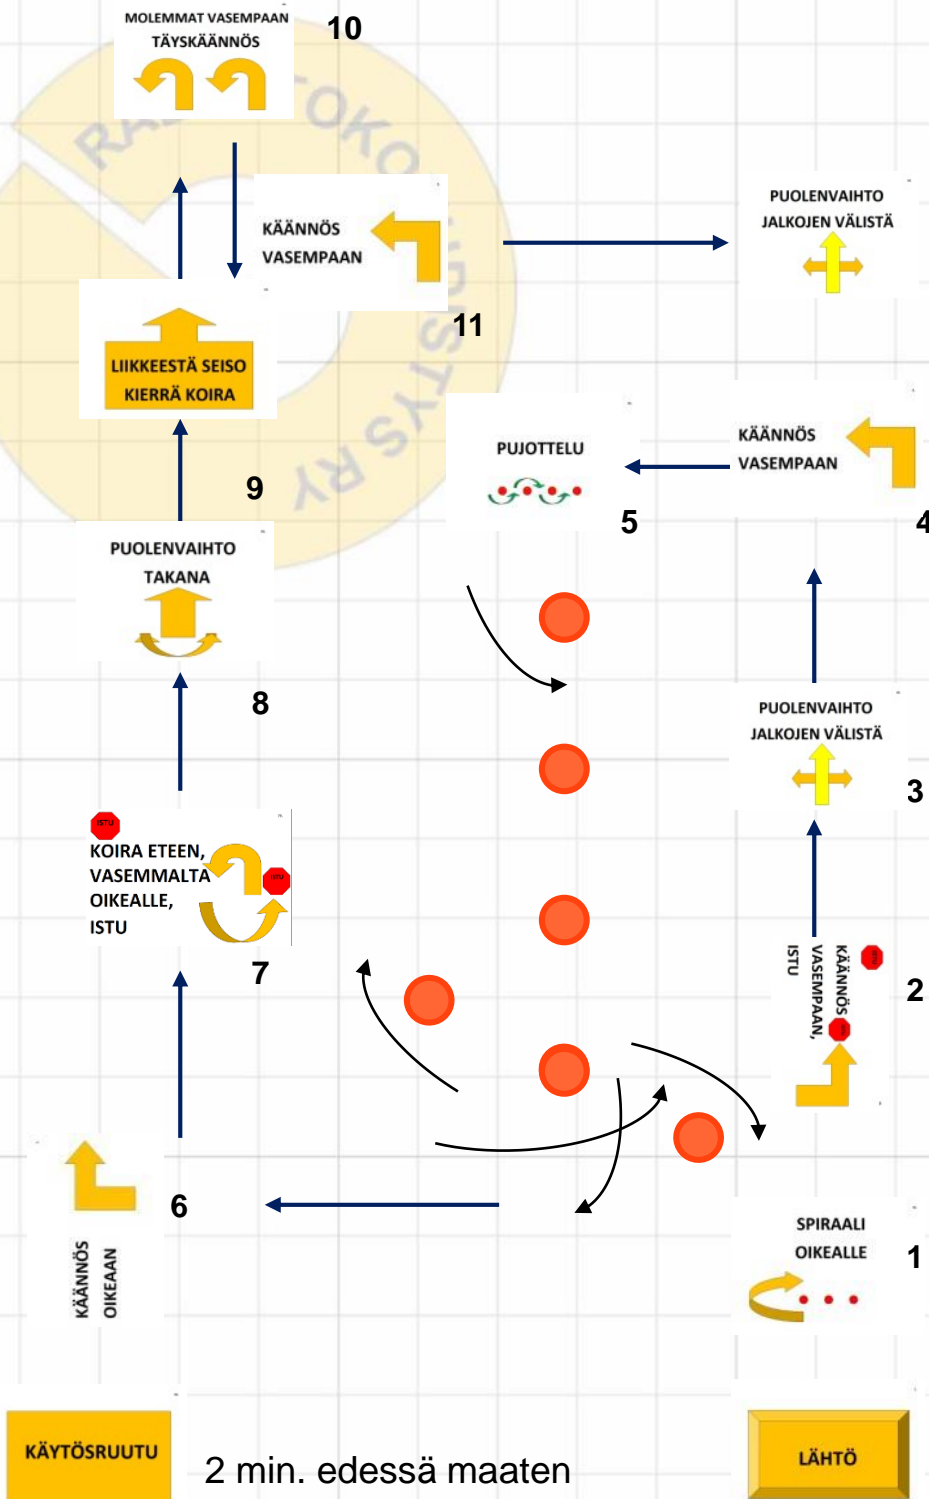 MOLEMMAT VASEMPAAN
TÄYSKÄÄNNÖS
10
KÄÄNNÖS
VASEMPAAN
11
PUOLENVAIHTO
JALKOJEN VÄLISTÄ
LIIKKEESTÄ SEISO
KIERRÄ KOIRA
9
PUJOTTELU
5
KÄÄNNÖS
VASEMPAAN
4
PUOLENVAIHTO
TAKANA
8
PUOLENVAIHTO
JALKOJEN VÄLISTÄ
3
ISTU
KOIRA ETEEN,
VASEMMALTA
OIKEALLE,
ISTU
7
KÄÄNNÖS
VASEMPAAN,
ISTU
2
6
KÄÄNNÖS
OIKEAAN
SPIRAALI
OIKEALLE
1
KÄYTÖSRUUTU
2 min. edessä maaten
LÄHTÖ
STYS RY